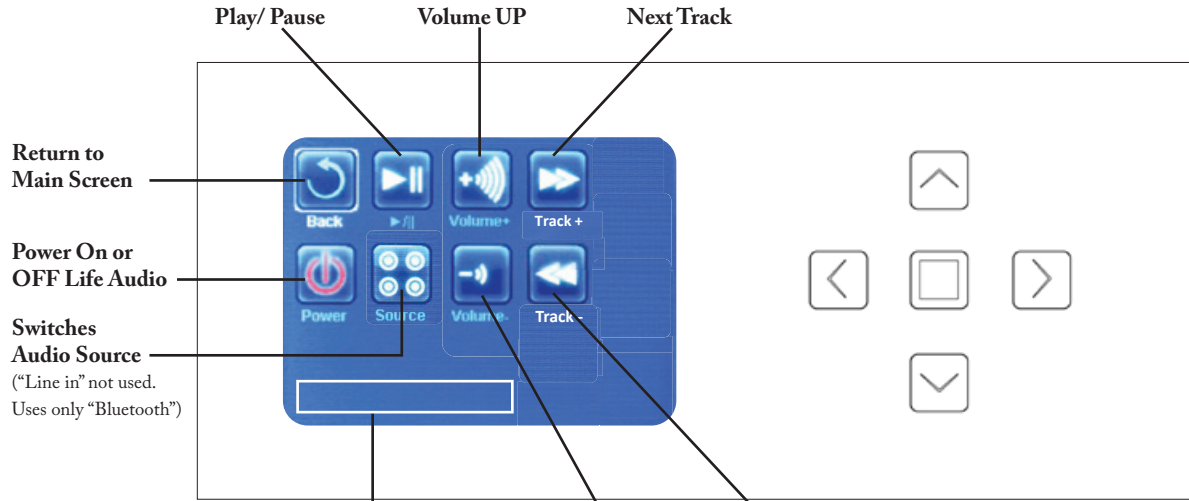 Play/ Pause
Volume UP
Next Track
Return to
Main Screen
Power On or
OFF Life Audio
Switches
Audio Source
(“Line in” not used.
Uses only “Bluetooth”)
Back
►/||
Volume+
Track +
Power
Source
Volume-
Track -